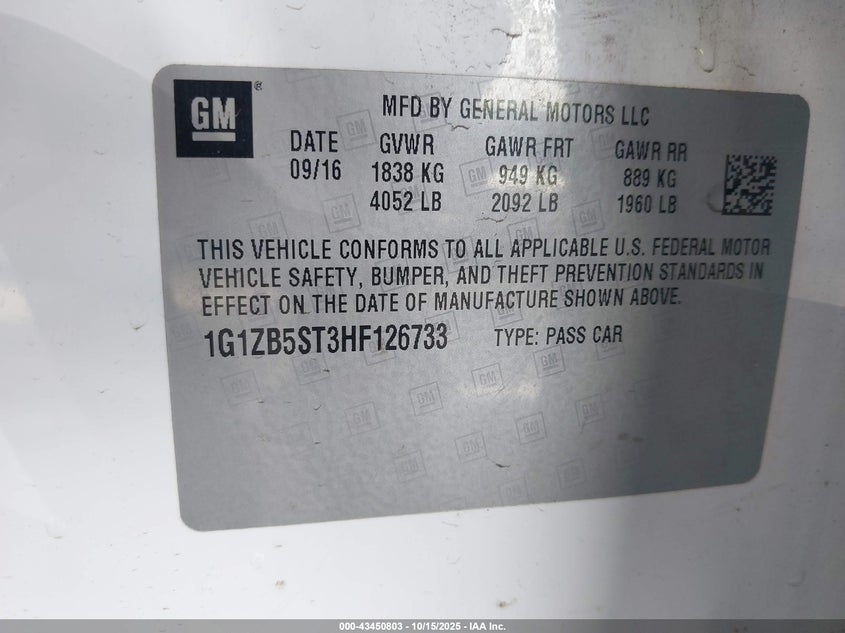 GM®
MFD BY GENERAL MOTORS LLC
DATE GVWR GAWR FRT GAWR RR
09/16 1838 KG 949 KG 889 KG
4052 LB 2092 LB 1960 LB
THIS VEHICLE CONFORMS TO ALL APPLICABLE U.S. FEDERAL MOTOR
VEHICLE SAFETY, BUMPER, AND THEFT PREVENTION STANDARDS IN
EFFECT ON THE DATE OF MANUFACTURE SHOWN ABOVE.
1G1ZB5ST3HF126733 TYPE: PASS CAR
000-43450803 - 10/15/2025 - IAA Inc.